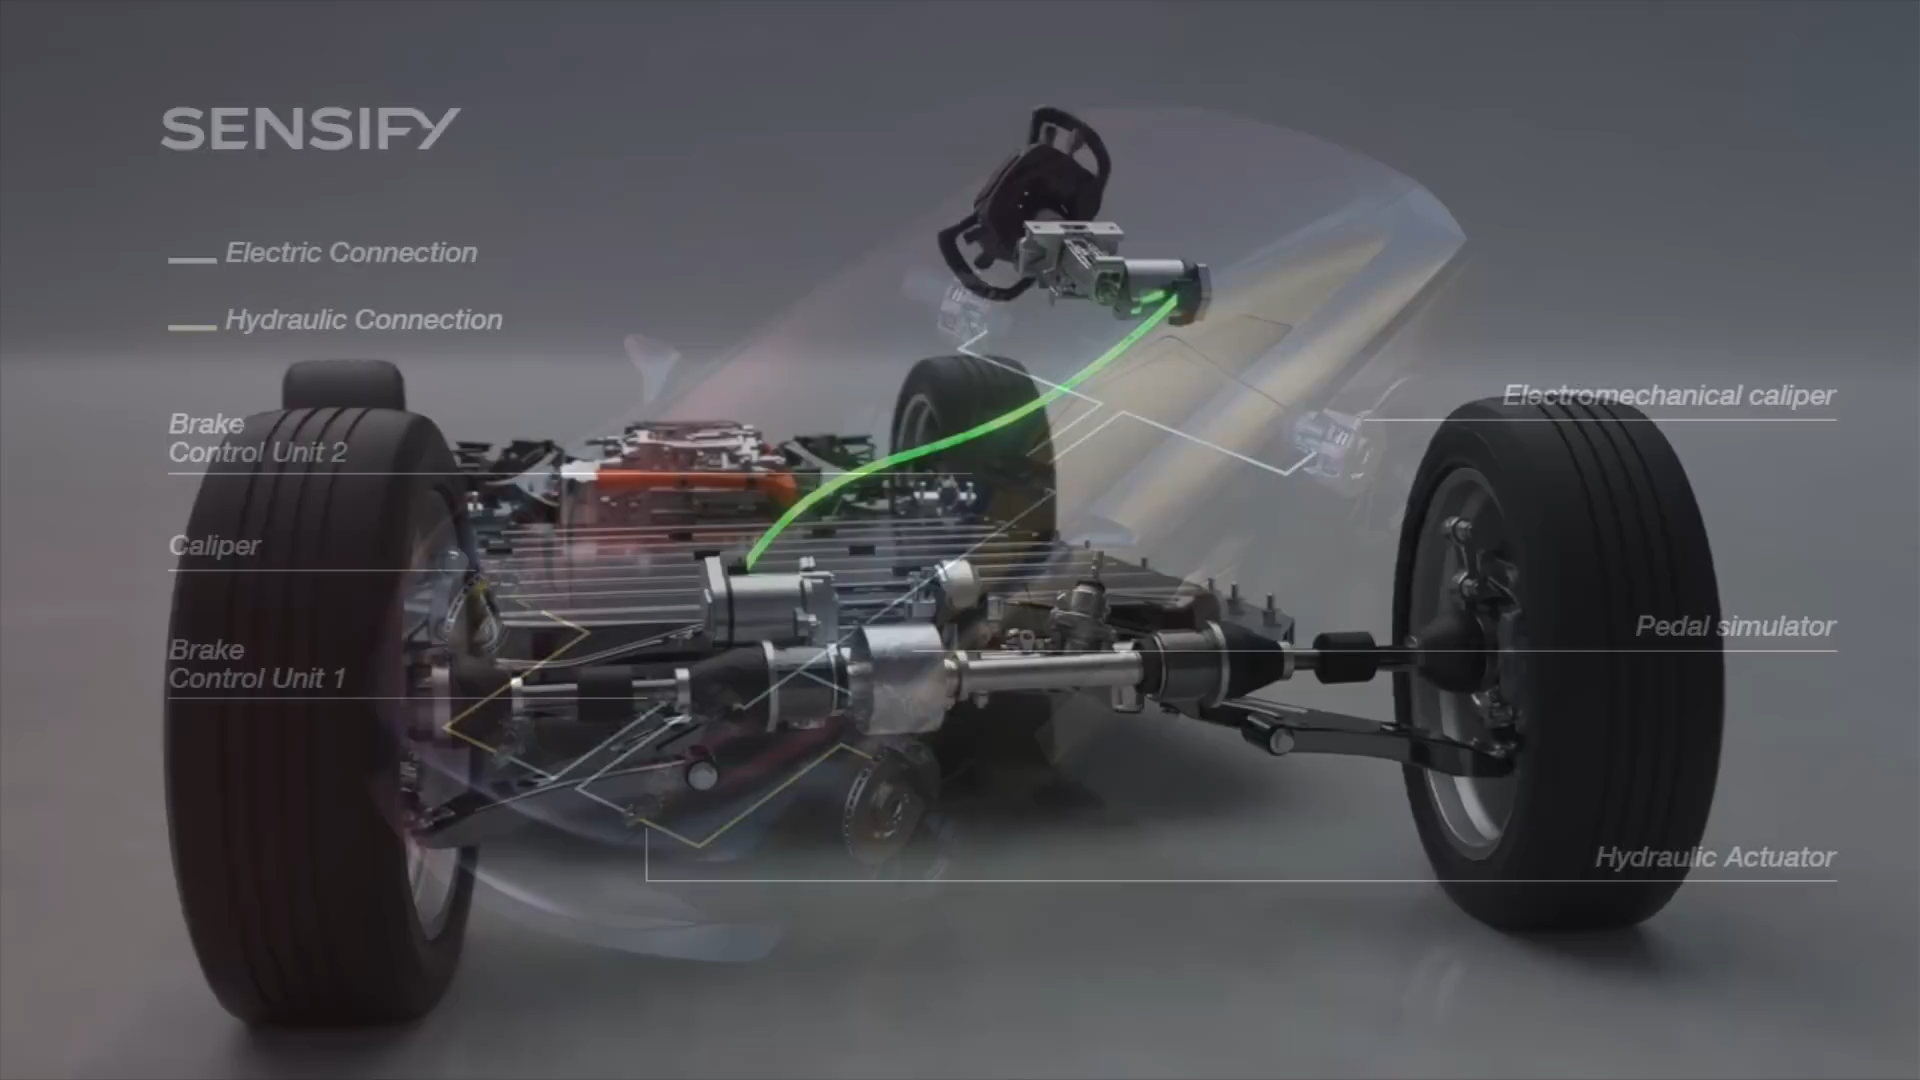 SENSIFY
Electric Connection
Hydraulic Connection
Brake
Control Unit 2
Caliper
Brake
Control Unit 1
Electromechanical caliper
Pedal simulator
Hydraulic Actuator